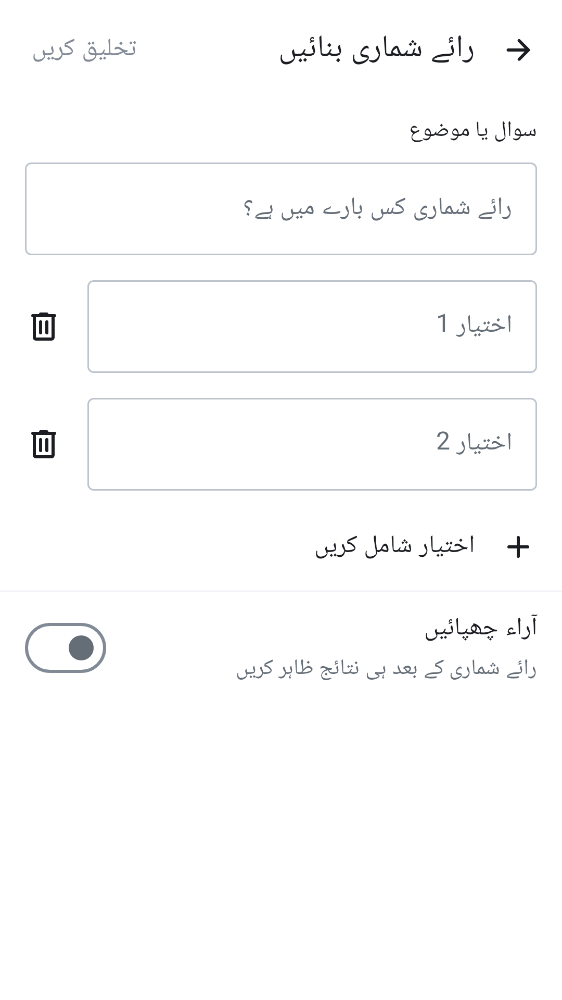 رائے شماری بنائیں
تخلیق کریں
سوال یا موضوع
رائے شماری کس بارے میں ہے؟
اختیار 1
اختیار 2
اختیار شامل کریں
آراء چھپائیں
رائے شماری کے بعد ہی نتائج ظاہر کریں